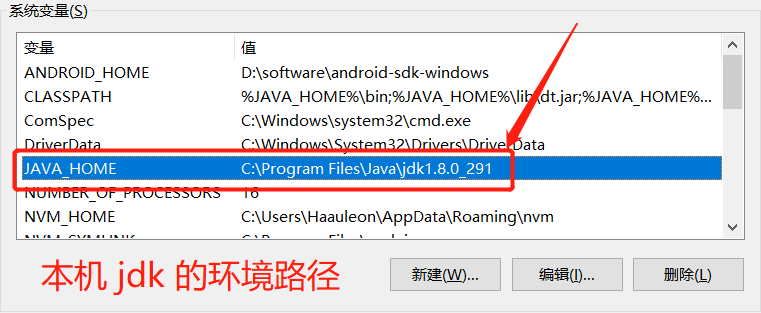 系统变量(S)
变量 值
ANDROID_HOME D:\software\android-sdk-windows
CLASSPATH %JAVA_HOME%\bin;%JAVA_HOME%\lib\dt.jar;%JAVA_HOME%...
ComSpec C:\Windows\system32\cmd.exe
DriverData C:\Windows\System32\Drivers\DriverData
JAVA_HOME C:\Program Files\Java\jdk1.8.0_291
NUMBER_OF_PROCESSORS 16
NVM_HOME C:\Users\Haauleon\AppData\Roaming\nvm
NVM_SYMLINK C:\Program Files\nodejs
本机 jdk 的环境路径
新建(W)... 编辑(I)... 删除(L)